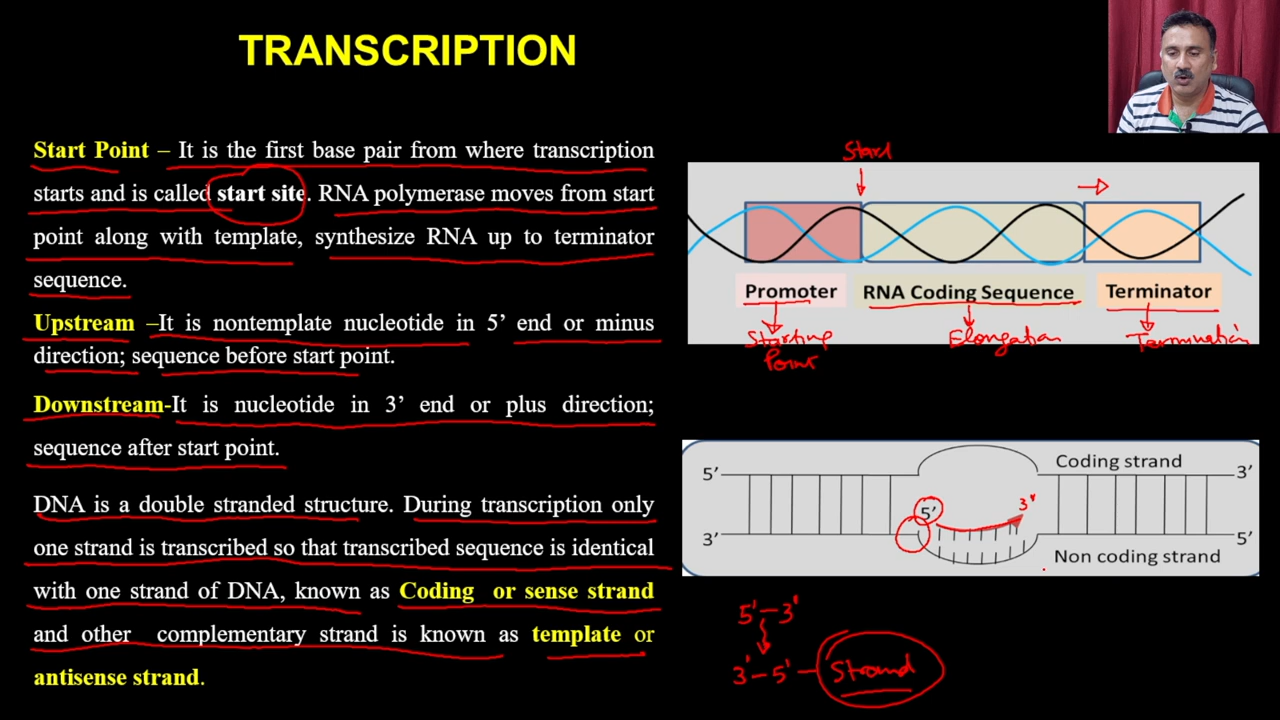 TRANSCRIPTION
Start Point – It is the first base pair from where transcription
starts and is called start site. RNA polymerase moves from start
point along with template, synthesize RNA up to terminator
sequence.
Upstream –It is nontemplate nucleotide in 5’ end or minus
direction; sequence before start point.
Downstream-It is nucleotide in 3’ end or plus direction;
sequence after start point.
DNA is a double stranded structure. During transcription only
one strand is transcribed so that transcribed sequence is identical
with one strand of DNA, known as Coding or sense strand
and other complementary strand is known as template or
antisense strand.
Start
Promoter RNA Coding Sequence Terminator
Starting Elongation Termination
Point
Coding strand
5’ 3’
5’ 3'
3’ 5’
Non coding strand
5'-3'
3'-5' - Strand